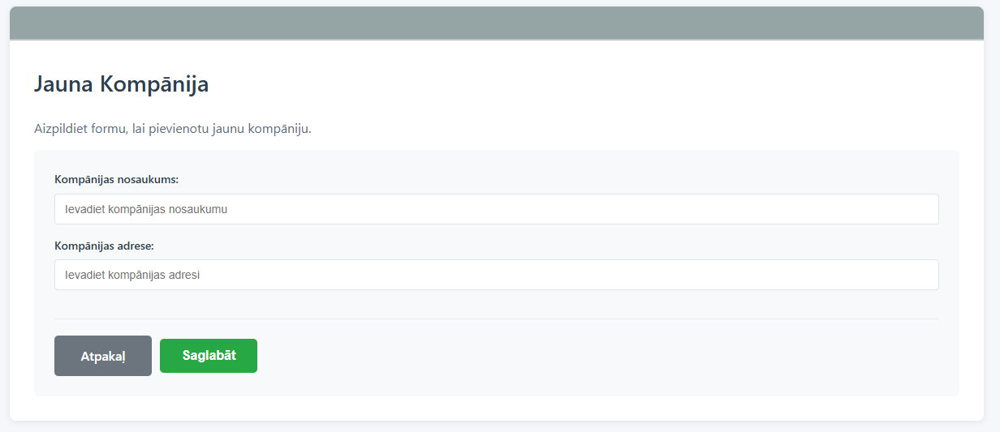 Jauna Kompānija
Aizpildiet formu, lai pievienotu jaunu kompāniju.
Kompānijas nosaukums:
Ievadiet kompānijas nosaukumu
Kompānijas adrese:
Ievadiet kompānijas adresi
Atpakaļ Saglabāt